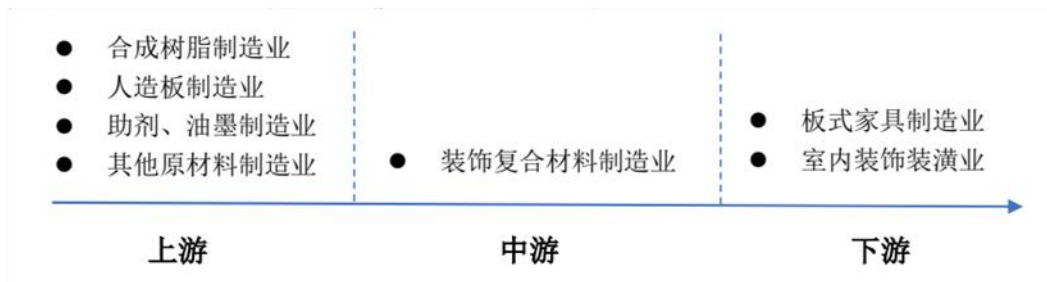 ● 合成树脂制造业
● 人造板制造业
● 助剂、油墨制造业
● 其他原材料制造业
● 装饰复合材料制造业
● 板式家具制造业
● 室内装饰装潢业
上游
中游
下游